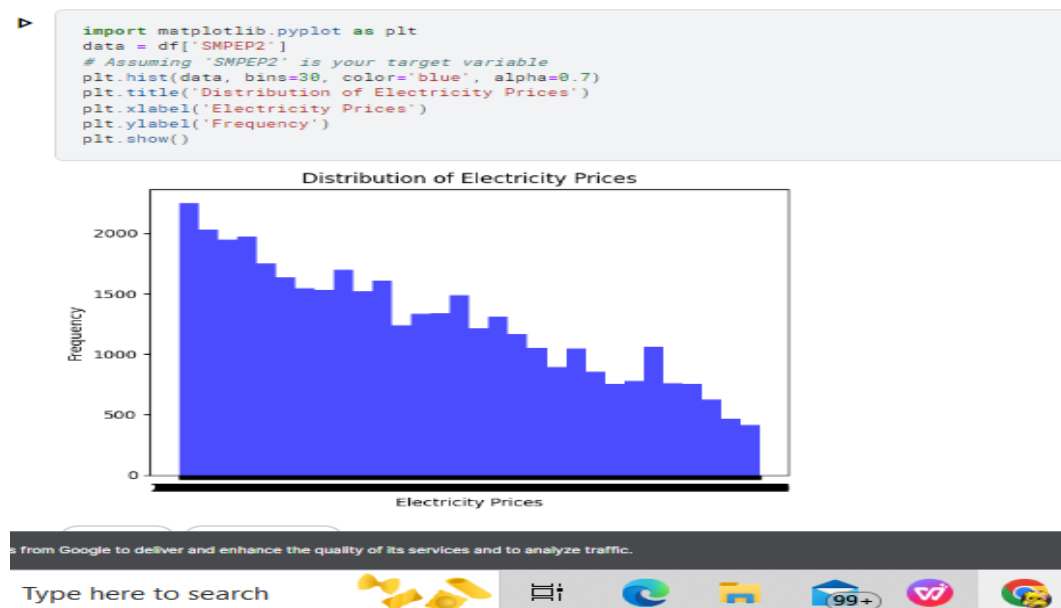 import matplotlib.pyplot as plt
data = df['SMPEP2']
# Assuming 'SMPEP2' is your target variable
plt.hist(data, bins=30, color='blue', alpha=0.7)
plt.title('Distribution of Electricity Prices')
plt.xlabel('Electricity Prices')
plt.ylabel('Frequency')
plt.show()
Distribution of Electricity Prices
2000
1500
1000
500
0
Frequency
Electricity Prices
s from Google to deliver and enhance the quality of its services and to analyze traffic.
Type here to search
99+